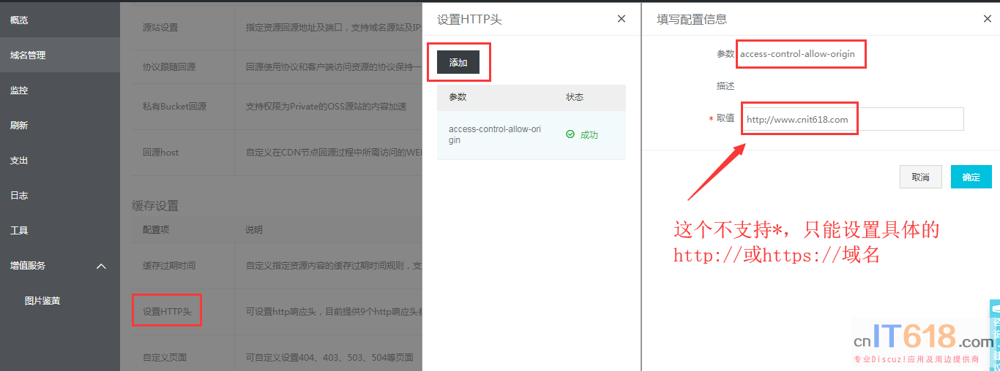 概览
域名管理
监控
刷新
支出
日志
工具
增值服务
图片鉴黄
源站设置
指定资源回源地址及端口，支持域名源站及IP
协议跟随回源
回源使用协议和客户端访问资源的协议保持一
私有Bucket回源
支持权限为Private的OSS源站的内容加速
回源host
自定义在CDN节点回源过程中所需访问的WE
缓存设置
配置项
说明
缓存过期时间
自定义指定资源内容的缓存过期时间规则，支
设置HTTP头
可设置http响应头，目前提供9个http响应头
自定义页面
可自定义设置404、403、503、504等页面
设置HTTP头
添加
参数
状态
access-control-allow-ori
gin
成功
填写配置信息
参数
access-control-allow-origin
描述
* 取值
http://www.cnit618.com
取消
确定
这个不支持*，只能设置具体的
http://或https://域名
cnIT618.com
专业Discuz!应用及周边提供商